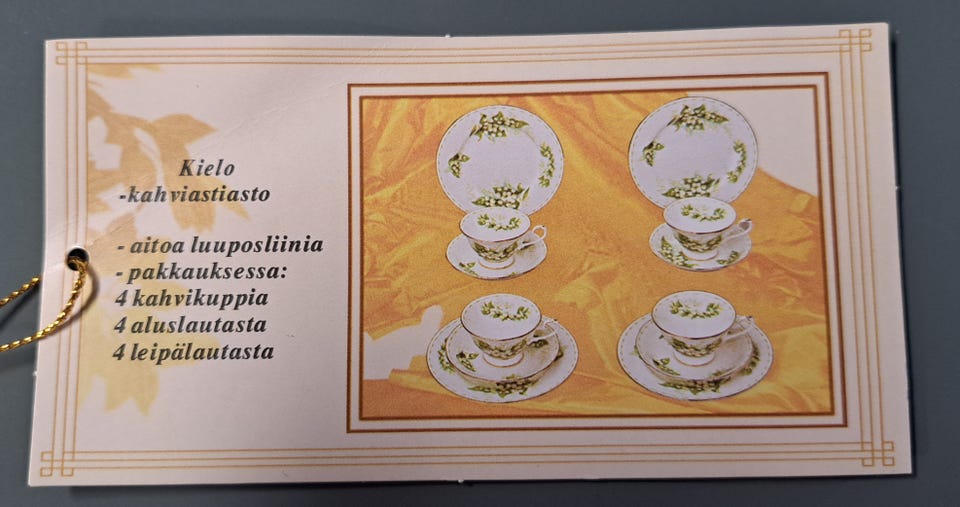 Kielo
-kahviastiasto
- aitoa luuposliinia
- pakkauksessa:
4 kahvikuppia
4 aluslautasta
4 leipälautasta